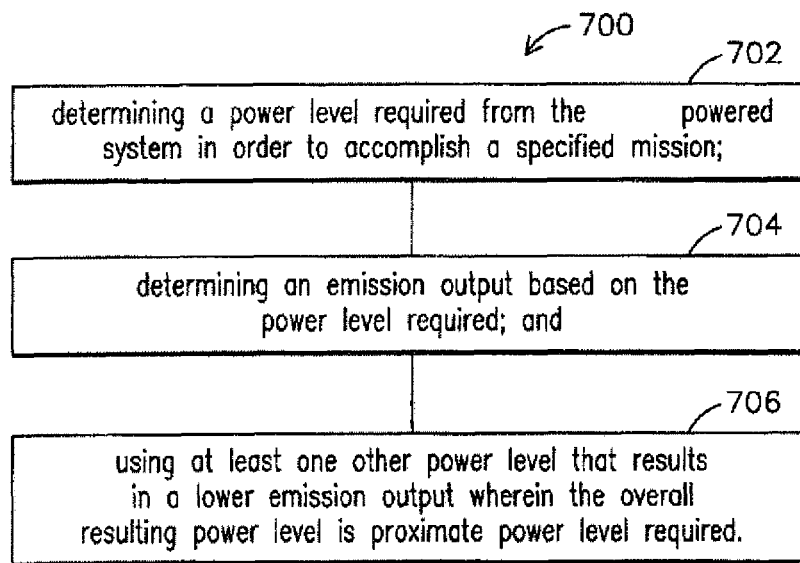 700
702
determining a power level required from the powered
system in order to accomplish a specified mission;
704
determining an emission output based on the
power level required; and
706
using at least one other power level that results
in a lower emission output wherein the overall
resulting power level is proximate power level required.